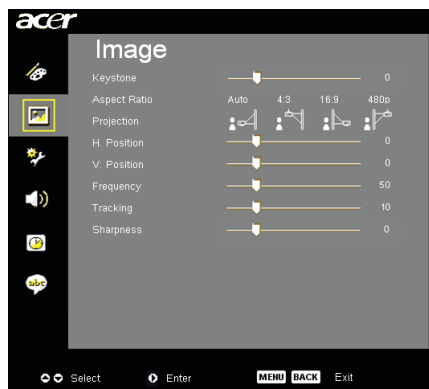 acer
Image
Keystone 0
Aspect Ratio Auto 4:3 16:9 480p
Projection
H. Position 0
V. Position 0
Frequency 50
Tracking 10
Sharpness 0
abc
Select Enter MENU BACK Exit